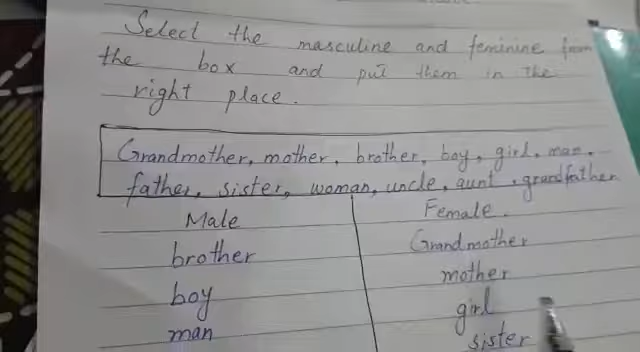 Select the masculine and feminine from
the box and put them in the
right place.
Grandmother, mother, brother, boy, girl, man,
father, sister, woman, uncle, aunt, grandfather
Male Female.
brother Grandmother
boy mother
man girl
sister